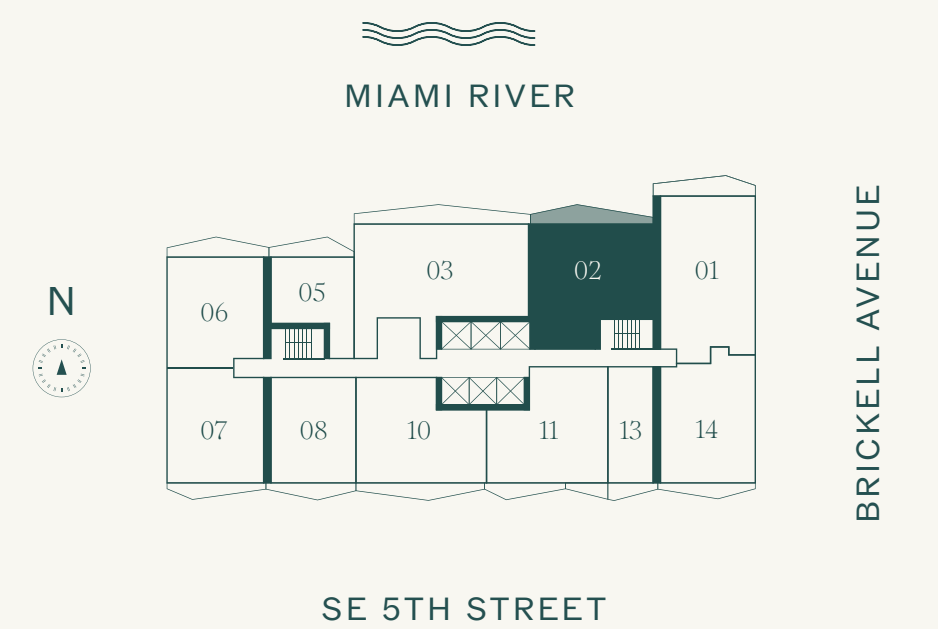 MIAMI RIVER
BRICKELL AVENUE
N
03
02
01
05
06
07
08
10
11
13
14
SE 5TH STREET